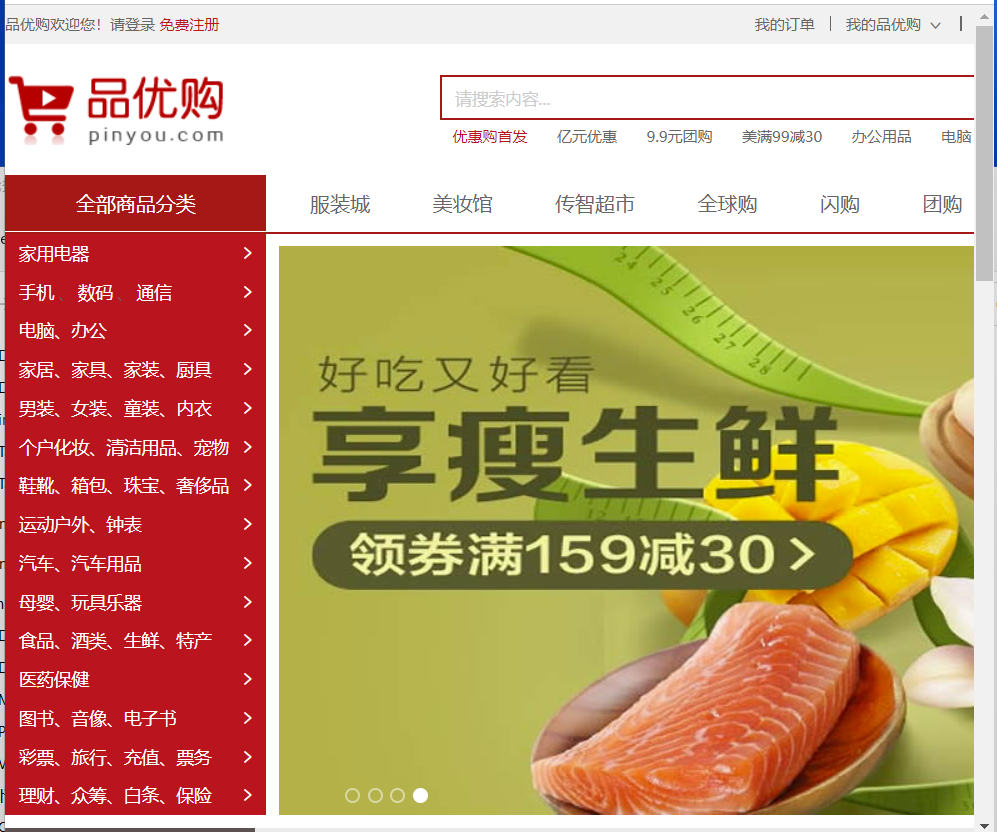 品优购欢迎您！请登录 免费注册
我的订单 | 我的品优购 |
品优购
pinyou.com
请搜索内容...
优惠购首发 亿元优惠 9.9元团购 美满99减30 办公用品 电脑
全部商品分类 服装城 美妆馆 传智超市 全球购 闪购 团购
家用电器
手机、 数码、 通信
电脑、办公
家居、家具、家装、厨具
男装、女装、童装、内衣
个户化妆、清洁用品、宠物
鞋靴、箱包、珠宝、奢侈品
运动户外、钟表
汽车、汽车用品
母婴、玩具乐器
食品、酒类、生鲜、特产
医药保健
图书、音像、电子书
彩票、旅行、充值、票务
理财、众筹、白条、保险
24 25 26 27 28
好吃又好看
享瘦生鲜
领券满159减30 >